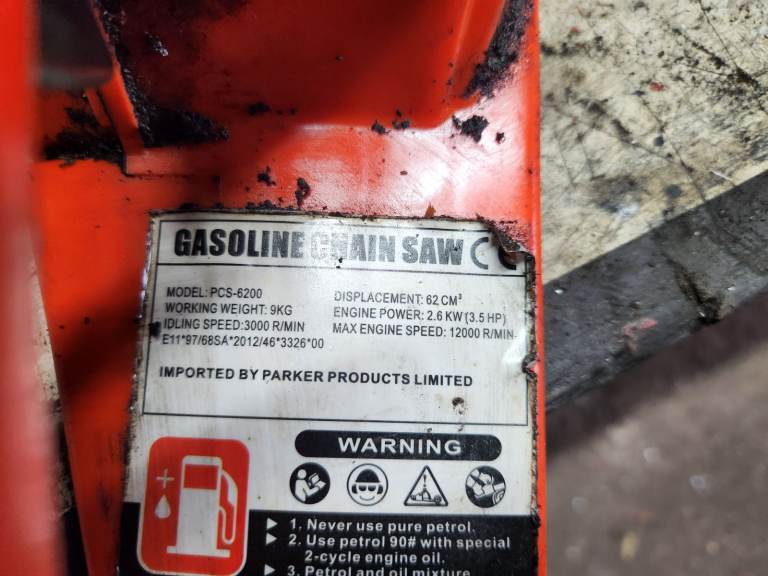 GASOLINE CHAIN SAW CE
MODEL: PCS-6200
WORKING WEIGHT: 9KG
IDLING SPEED:3000 R/MIN
E11*97/68SA*2012/46*3326*00
DISPLACEMENT: 62 CM³
ENGINE POWER: 2.6 KW (3.5 HP)
MAX ENGINE SPEED: 12000 R/MIN
IMPORTED BY PARKER PRODUCTS LIMITED
WARNING
▶ 1. Never use pure petrol.
▶ 2. Use petrol 90# with special
2-cycle engine oil.
▶ 3. Petrol and oil mixture